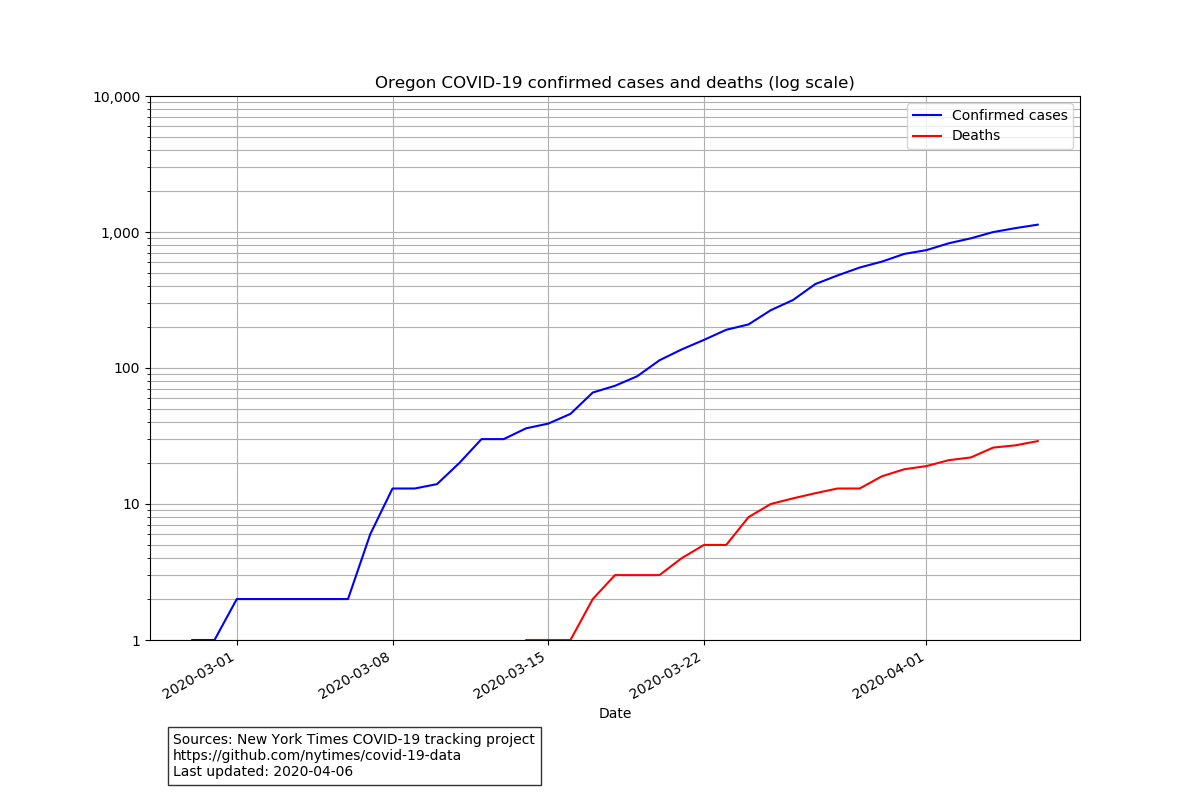 Oregon COVID-19 confirmed cases and deaths (log scale)
10,000
1,000
100
10
1
Confirmed cases
Deaths
2020-03-01
2020-03-08
2020-03-15
2020-03-22
2020-04-01
Date
Sources: New York Times COVID-19 tracking project
https://github.com/nytimes/covid-19-data
Last updated: 2020-04-06